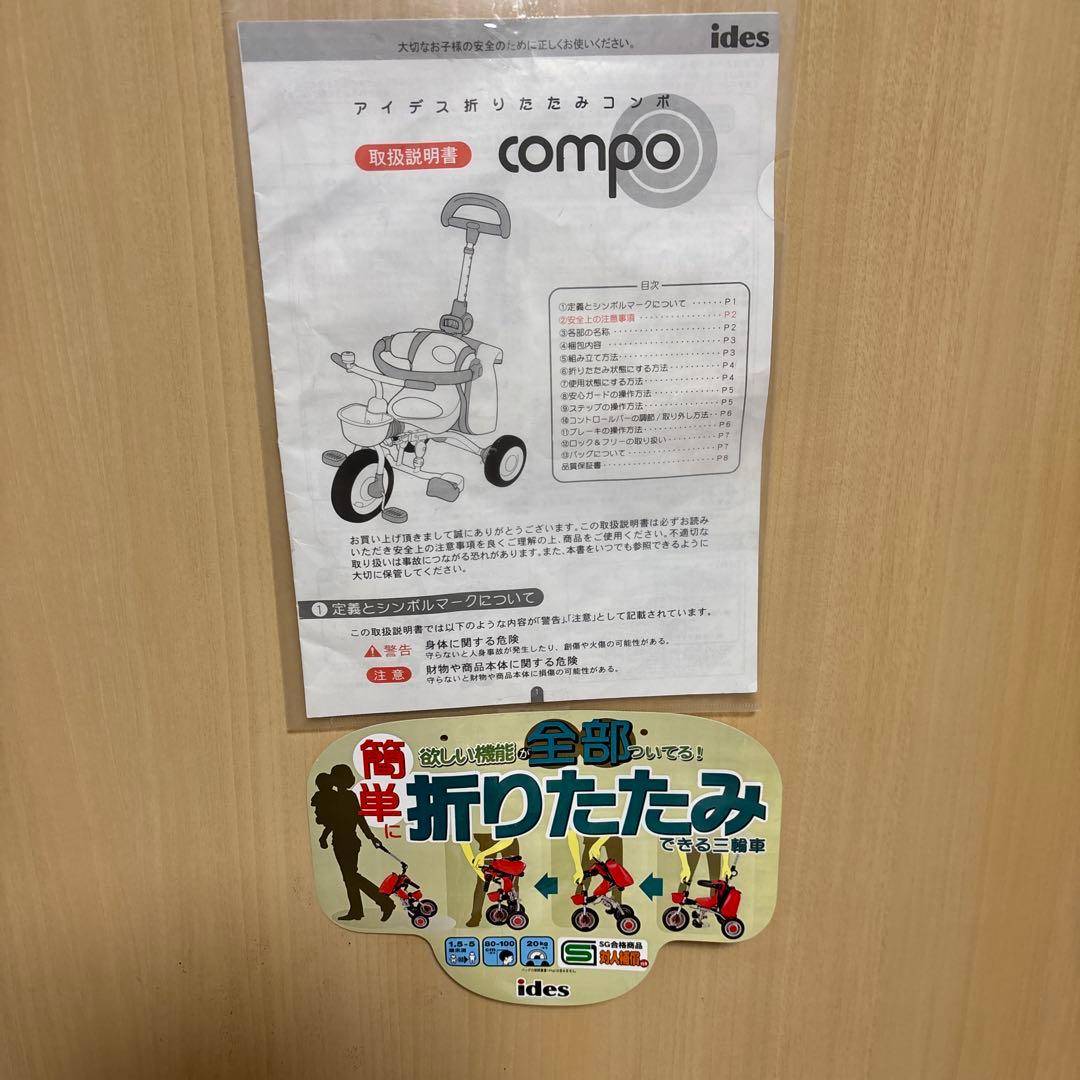 大切なお子様の安全のために正しくお使いください。
ides
アイデス折りたたみコンポ
取扱説明書
compo
目次
①定義とシンボルマークについて ······P1
②安全上の注意事項 ················P2
③各部の名称 ·····················P2
④梱包内容 ······················P3
⑤組み立て方法·····················P3
⑥折りたたみ状態にする方法 ··········P4
⑦使用状態にする方法 ···············P4
⑧安心ガードの操作方法 ·············P5
⑨ステップの操作方法················P5
⑩コントロールバーの調節/取り外し方法··P6
⑪ブレーキの操作方法················P6
⑫ロック&フリーの取り扱い···········P7
⑬バッグについて ··················P7
品質保証書·······················P8
お買い上げ頂きまして誠にありがとうございます。この取扱説明書は必ずお読み
いただき安全上の注意事項を良くご理解の上、商品をご使用ください。不適切な
取り扱いは事故につながる恐れがあります。また、本書をいつでも参照できるように
大切に保管してください。
1 定義とシンボルマークについて
この取扱説明書では以下のような内容が「警告」「注意」として記載されています。
警告 身体に関する危険
守らないと人身事故が発生したり、創傷や火傷の可能性がある。
注意 財物や商品本体に関する危険
守らないと財物や商品本体に損傷の可能性がある。
1
簡単に
欲しい機能が全部ついてる!
折りたたみ
できる三輪車
1.5-5
歳未満
80-100
cm
20kg
SG合格商品
対人補償
ides